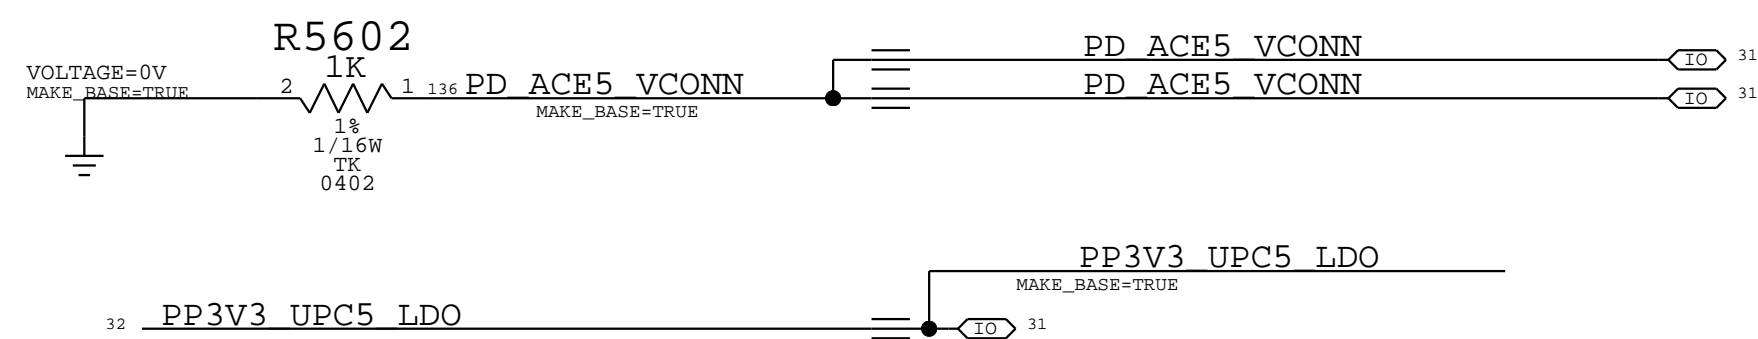 R5602
1K
VOLTAGE=0V
MAKE_BASE=TRUE
2
1
136
PD_ACE5_VCONN
MAKE_BASE=TRUE
1%
1/16W
TK
0402
PD_ACE5_VCONN
IO
31
PD_ACE5_VCONN
IO
31
PP3V3_UPC5_LDO
MAKE_BASE=TRUE
32
PP3V3_UPC5_LDO
IO
31